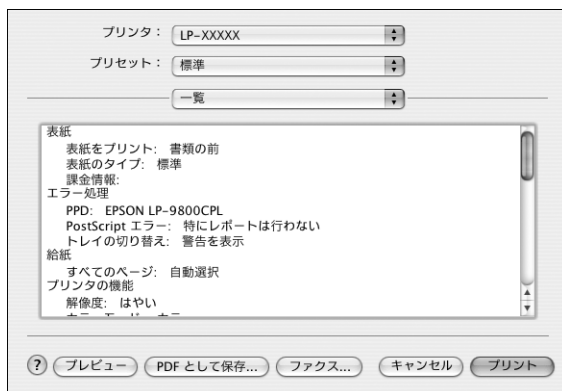 プリンタ： LP-XXXXX
プリセット： 標準
一覧
表紙
表紙をプリント： 書類の前
表紙のタイプ： 標準
課金情報:
エラー処理
PPD: EPSON LP-9800CPL
PostScript エラー： 特にレポートは行わない
トレイの切り替え： 警告を表示
給紙
すべてのページ： 自動選択
プリンタの機能
解像度： はやい
? プレビュー PDF として保存... ファクス... キャンセル プリント